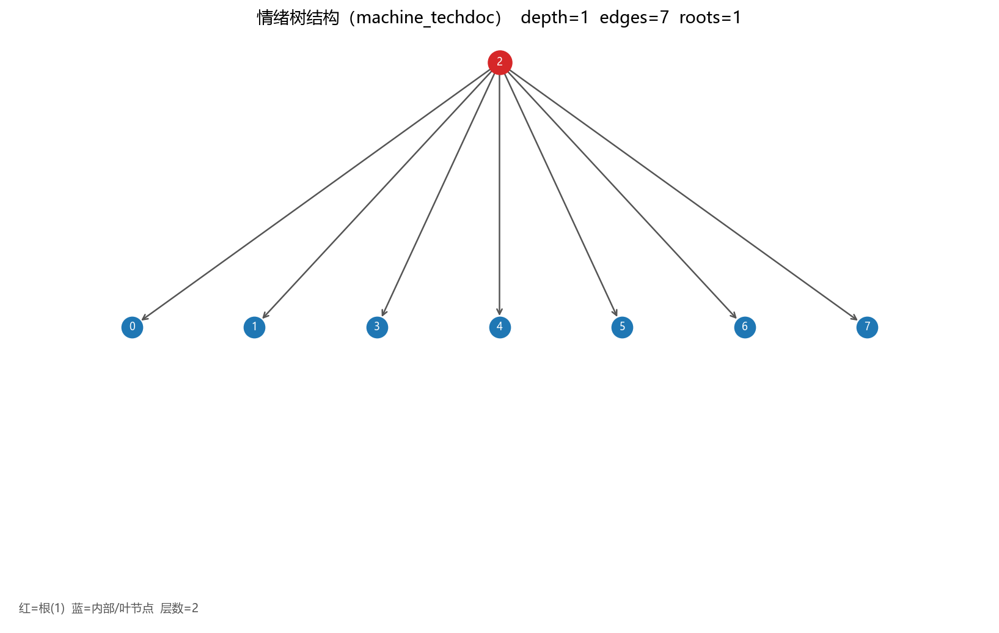 情绪树结构（machine_techdoc） depth=1 edges=7 roots=1
2
0 1 3 4 5 6 7
红=根(1) 蓝=内部/叶节点 层数=2